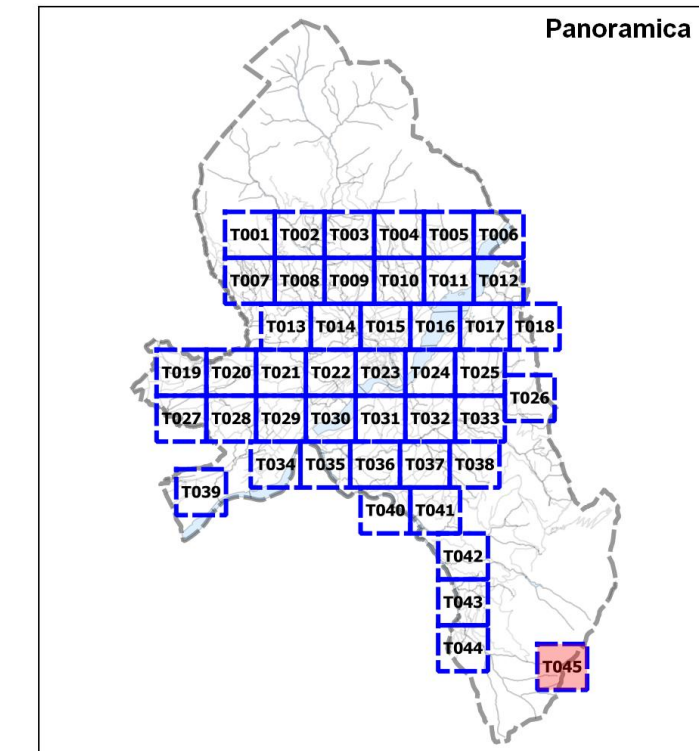 Panoramica
T001 T002 T003 T004 T005 T006
T007 T008 T009 T010 T011 T012
T013 T014 T015 T016 T017 T018
T019 T020 T021 T022 T023 T024 T025
T026
T027 T028 T029 T030 T031 T032 T033
T034 T035 T036 T037 T038
T039
T040 T041
T042
T043
T044
T045